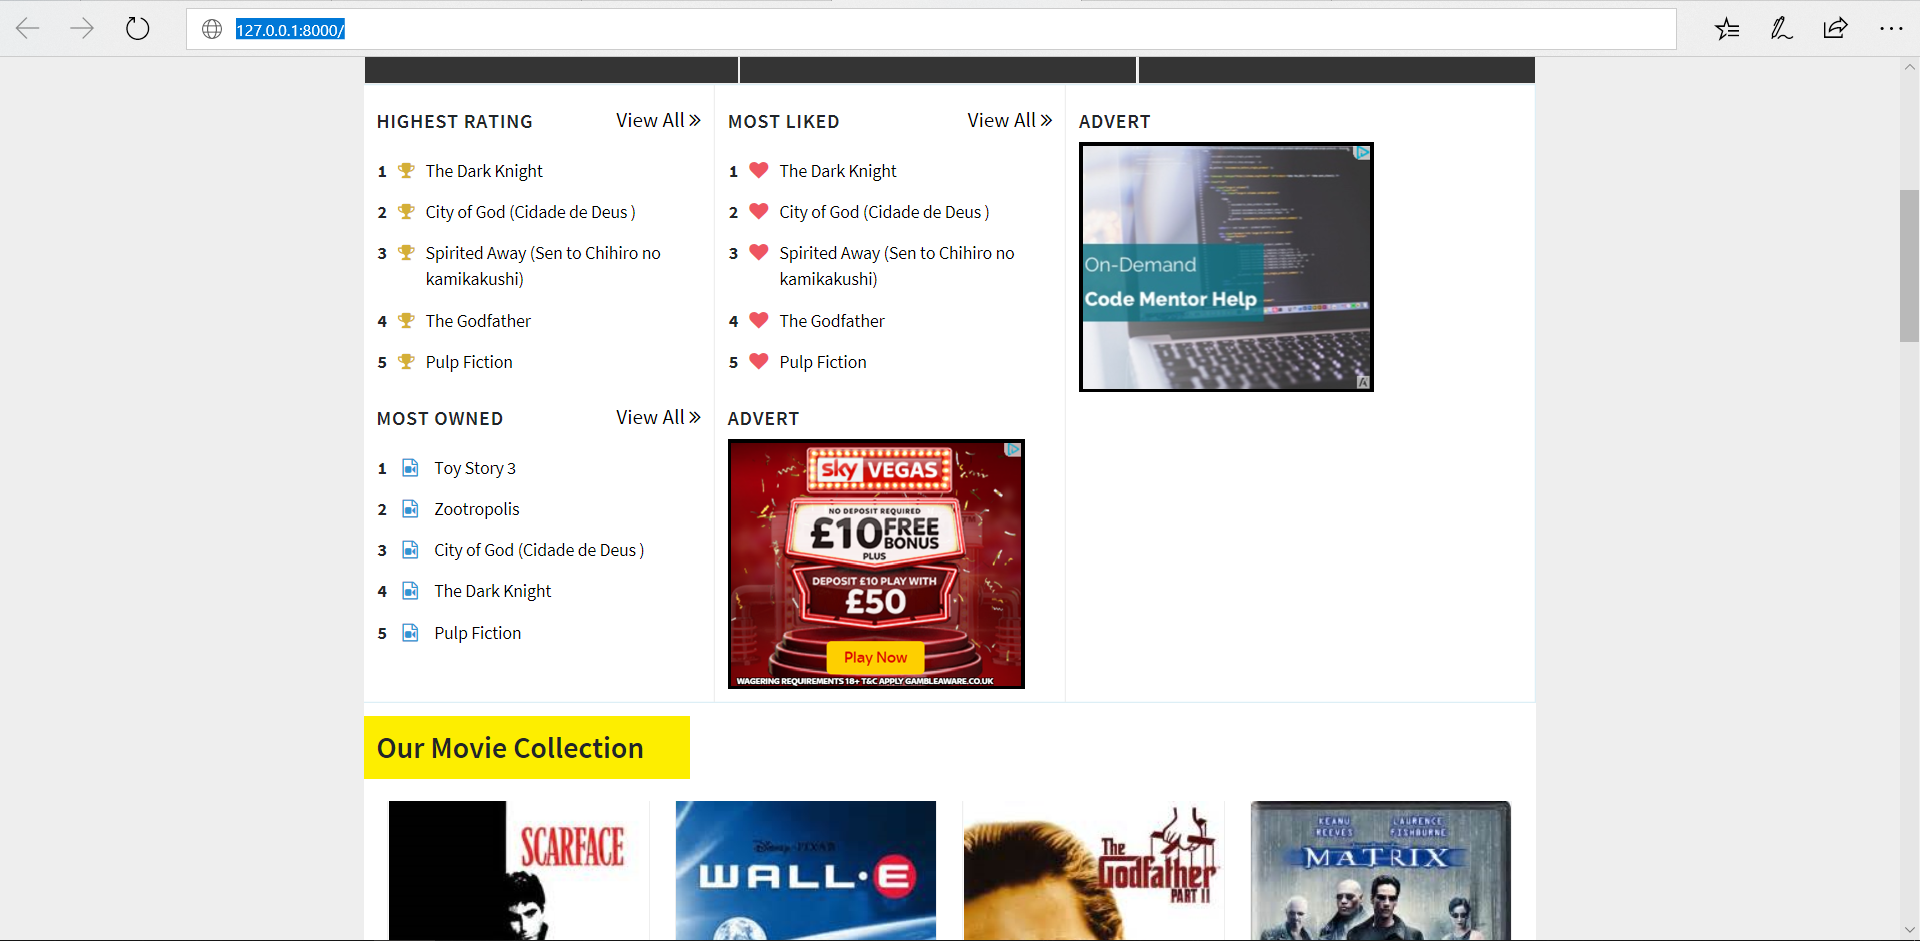 127.0.0.1:8000/
HIGHEST RATING
View All »
1 The Dark Knight
2 City of God (Cidade de Deus )
3 Spirited Away (Sen to Chihiro no
kamikakushi)
4 The Godfather
5 Pulp Fiction
MOST LIKED
View All »
1 The Dark Knight
2 City of God (Cidade de Deus )
3 Spirited Away (Sen to Chihiro no
kamikakushi)
4 The Godfather
5 Pulp Fiction
ADVERT
On-Demand
Code Mentor Help
MOST OWNED
View All »
1 Toy Story 3
2 Zootropolis
3 City of God (Cidade de Deus )
4 The Dark Knight
5 Pulp Fiction
ADVERT
sky VEGAS
NO DEPOSIT REQUIRED
£10 FREE
BONUS
PLUS
DEPOSIT £10 PLAY WITH
£50
Play Now
WAGERING REQUIREMENTS 18+ T&C APPLY. GAMBLEAWARE.CO.UK
Our Movie Collection
SCARFACE
Disney · PIXAR
WALL·E
The
Godfather
PART II
KEANU
REEVES
LAURENCE
FISHBURNE
MATRIX